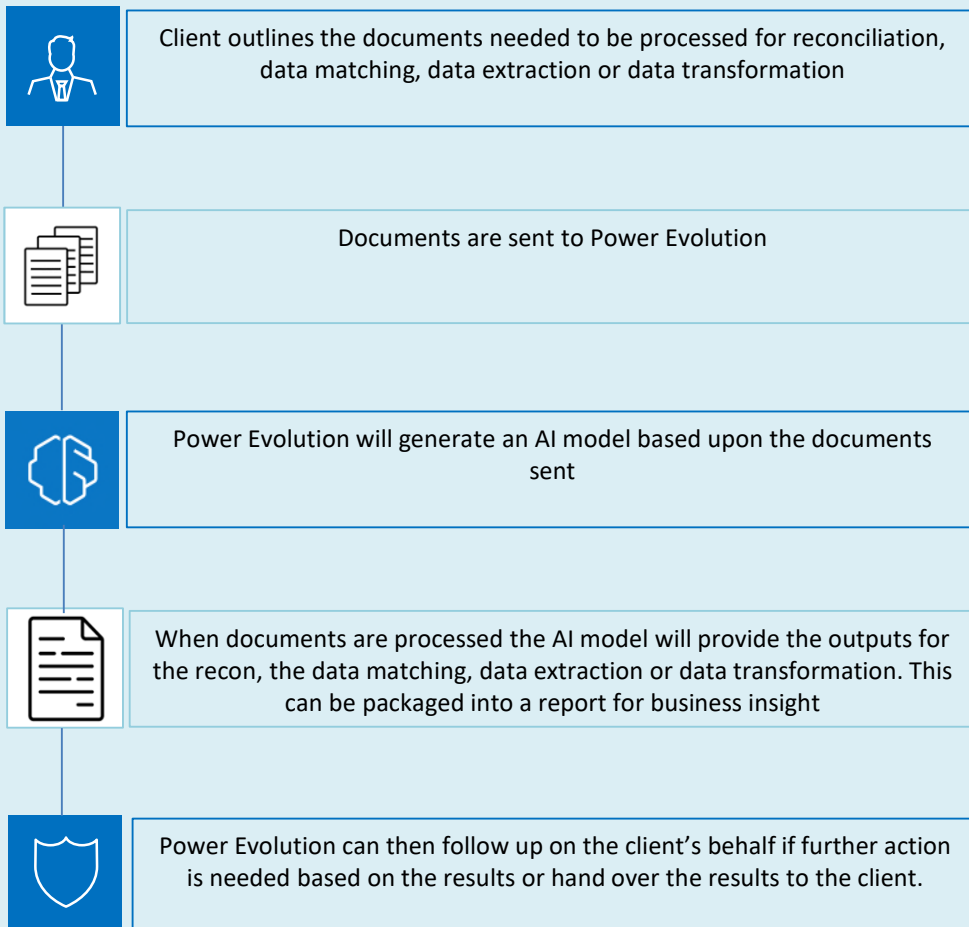 Client outlines the documents needed to be processed for reconciliation,
data matching, data extraction or data transformation
Documents are sent to Power Evolution
Power Evolution will generate an AI model based upon the documents
sent
When documents are processed the AI model will provide the outputs for
the recon, the data matching, data extraction or data transformation. This
can be packaged into a report for business insight
Power Evolution can then follow up on the client’s behalf if further action
is needed based on the results or hand over the results to the client.